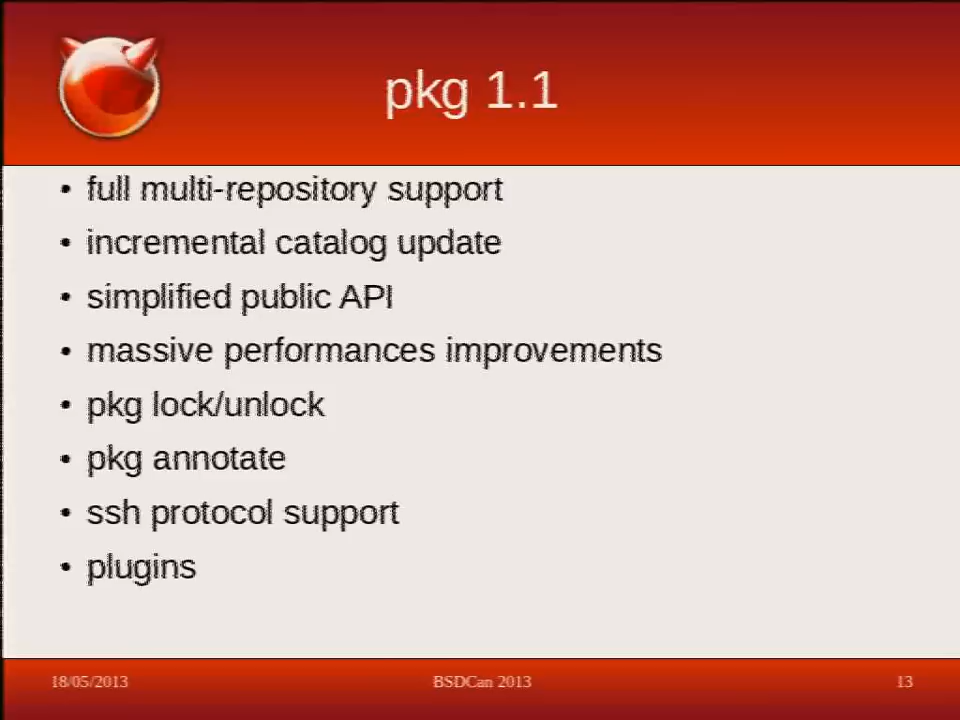 pkg 1.1
• full multi-repository support
• incremental catalog update
• simplified public API
• massive performances improvements
• pkg lock/unlock
• pkg annotate
• ssh protocol support
• plugins
18/05/2013
BSDCan 2013
13